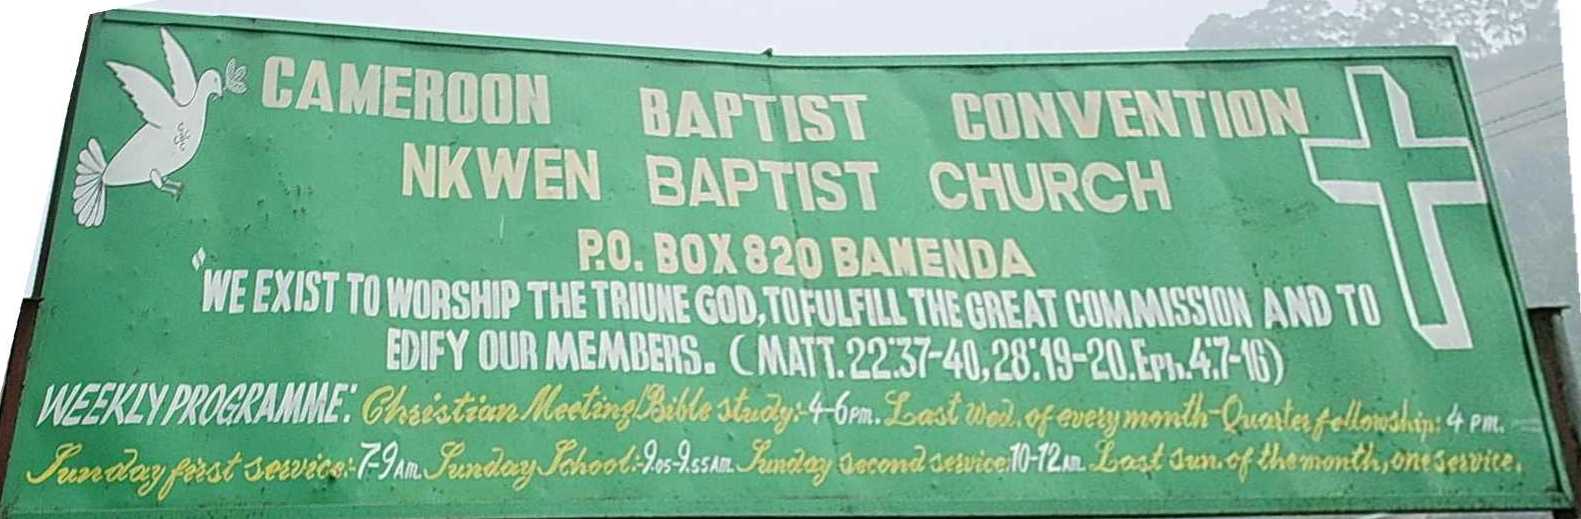 CAMEROON BAPTIST CONVENTION
NKWEN BAPTIST CHURCH
P.O. BOX 820 BAMENDA
"WE EXIST TO WORSHIP THE TRIUNE GOD, TO FULFILL THE GREAT COMMISSION AND TO
EDIFY OUR MEMBERS. (MATT. 22:37-40, 28:19-20. Eph. 4:7-16)
WEEKLY PROGRAMME: Christian Meeting/Bible study:- 4-6PM. Last Wed. of every month-Quarter fellowship: 4 PM.
Sunday first service:- 7-9AM. Sunday School:- 9.05-9.55AM Sunday second service: 10-12AM Last Sun. of the month, one service.